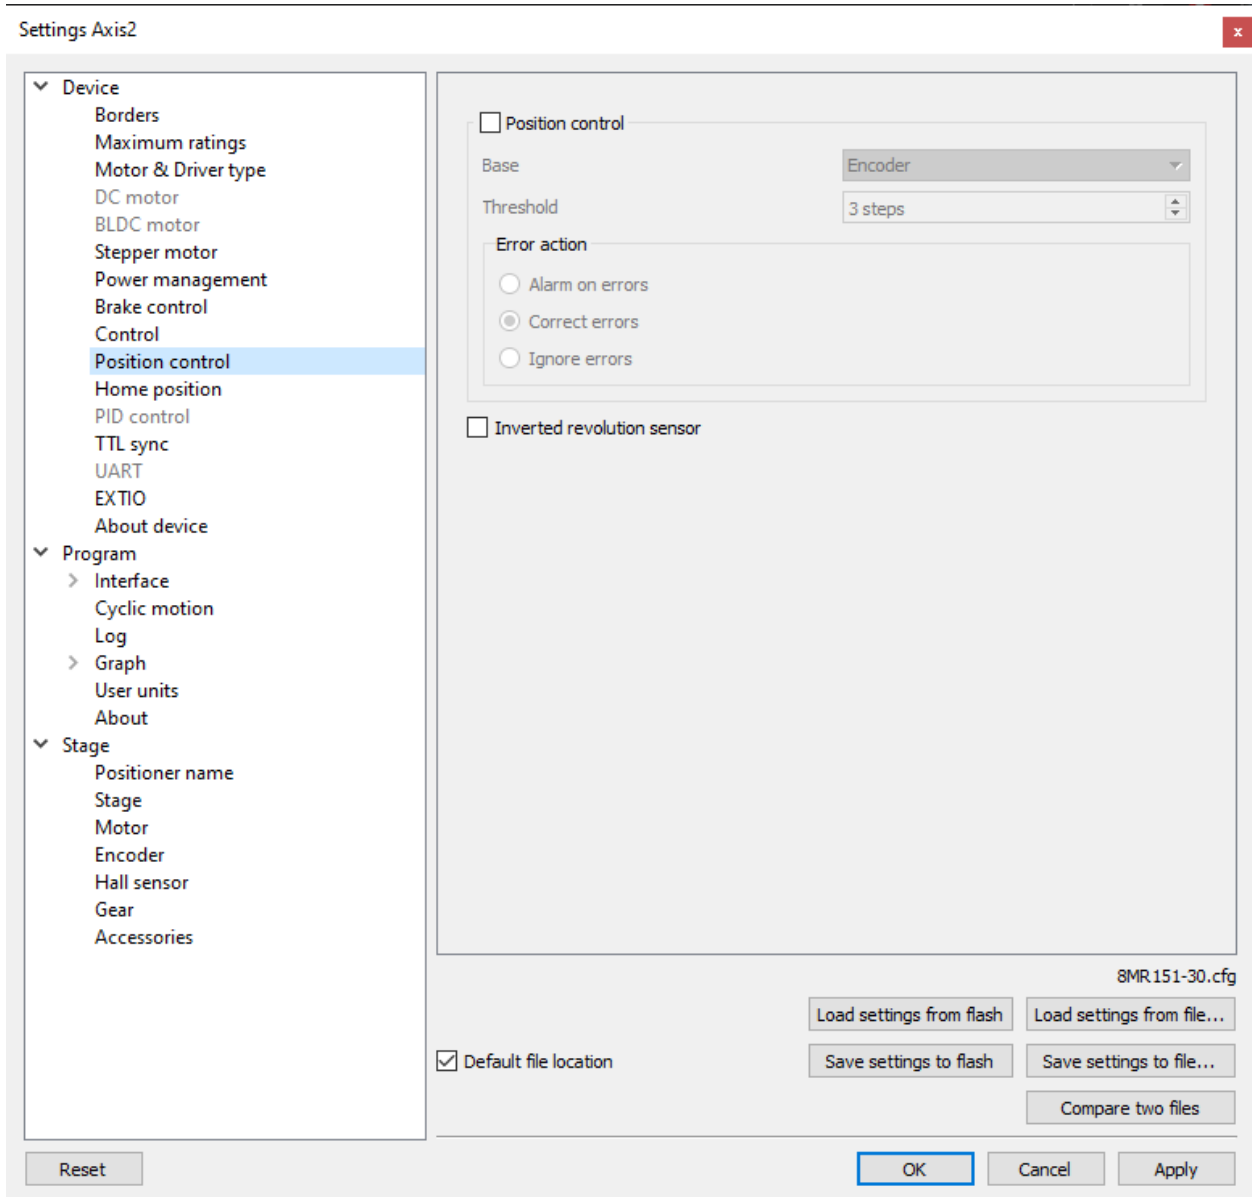 Settings Axis2
x
Device
Borders
Maximum ratings
Motor & Driver type
DC motor
BLDC motor
Stepper motor
Power management
Brake control
Control
Position control
Home position
PID control
TTL sync
UART
EXTIO
About device
Program
Interface
Cyclic motion
Log
Graph
User units
About
Stage
Positioner name
Stage
Motor
Encoder
Hall sensor
Gear
Accessories
Position control
Base Encoder
Threshold 3 steps
Error action
Alarm on errors
Correct errors
Ignore errors
Inverted revolution sensor
8MR151-30.cfg
Load settings from flash Load settings from file...
Default file location Save settings to flash Save settings to file...
Compare two files
Reset OK Cancel Apply